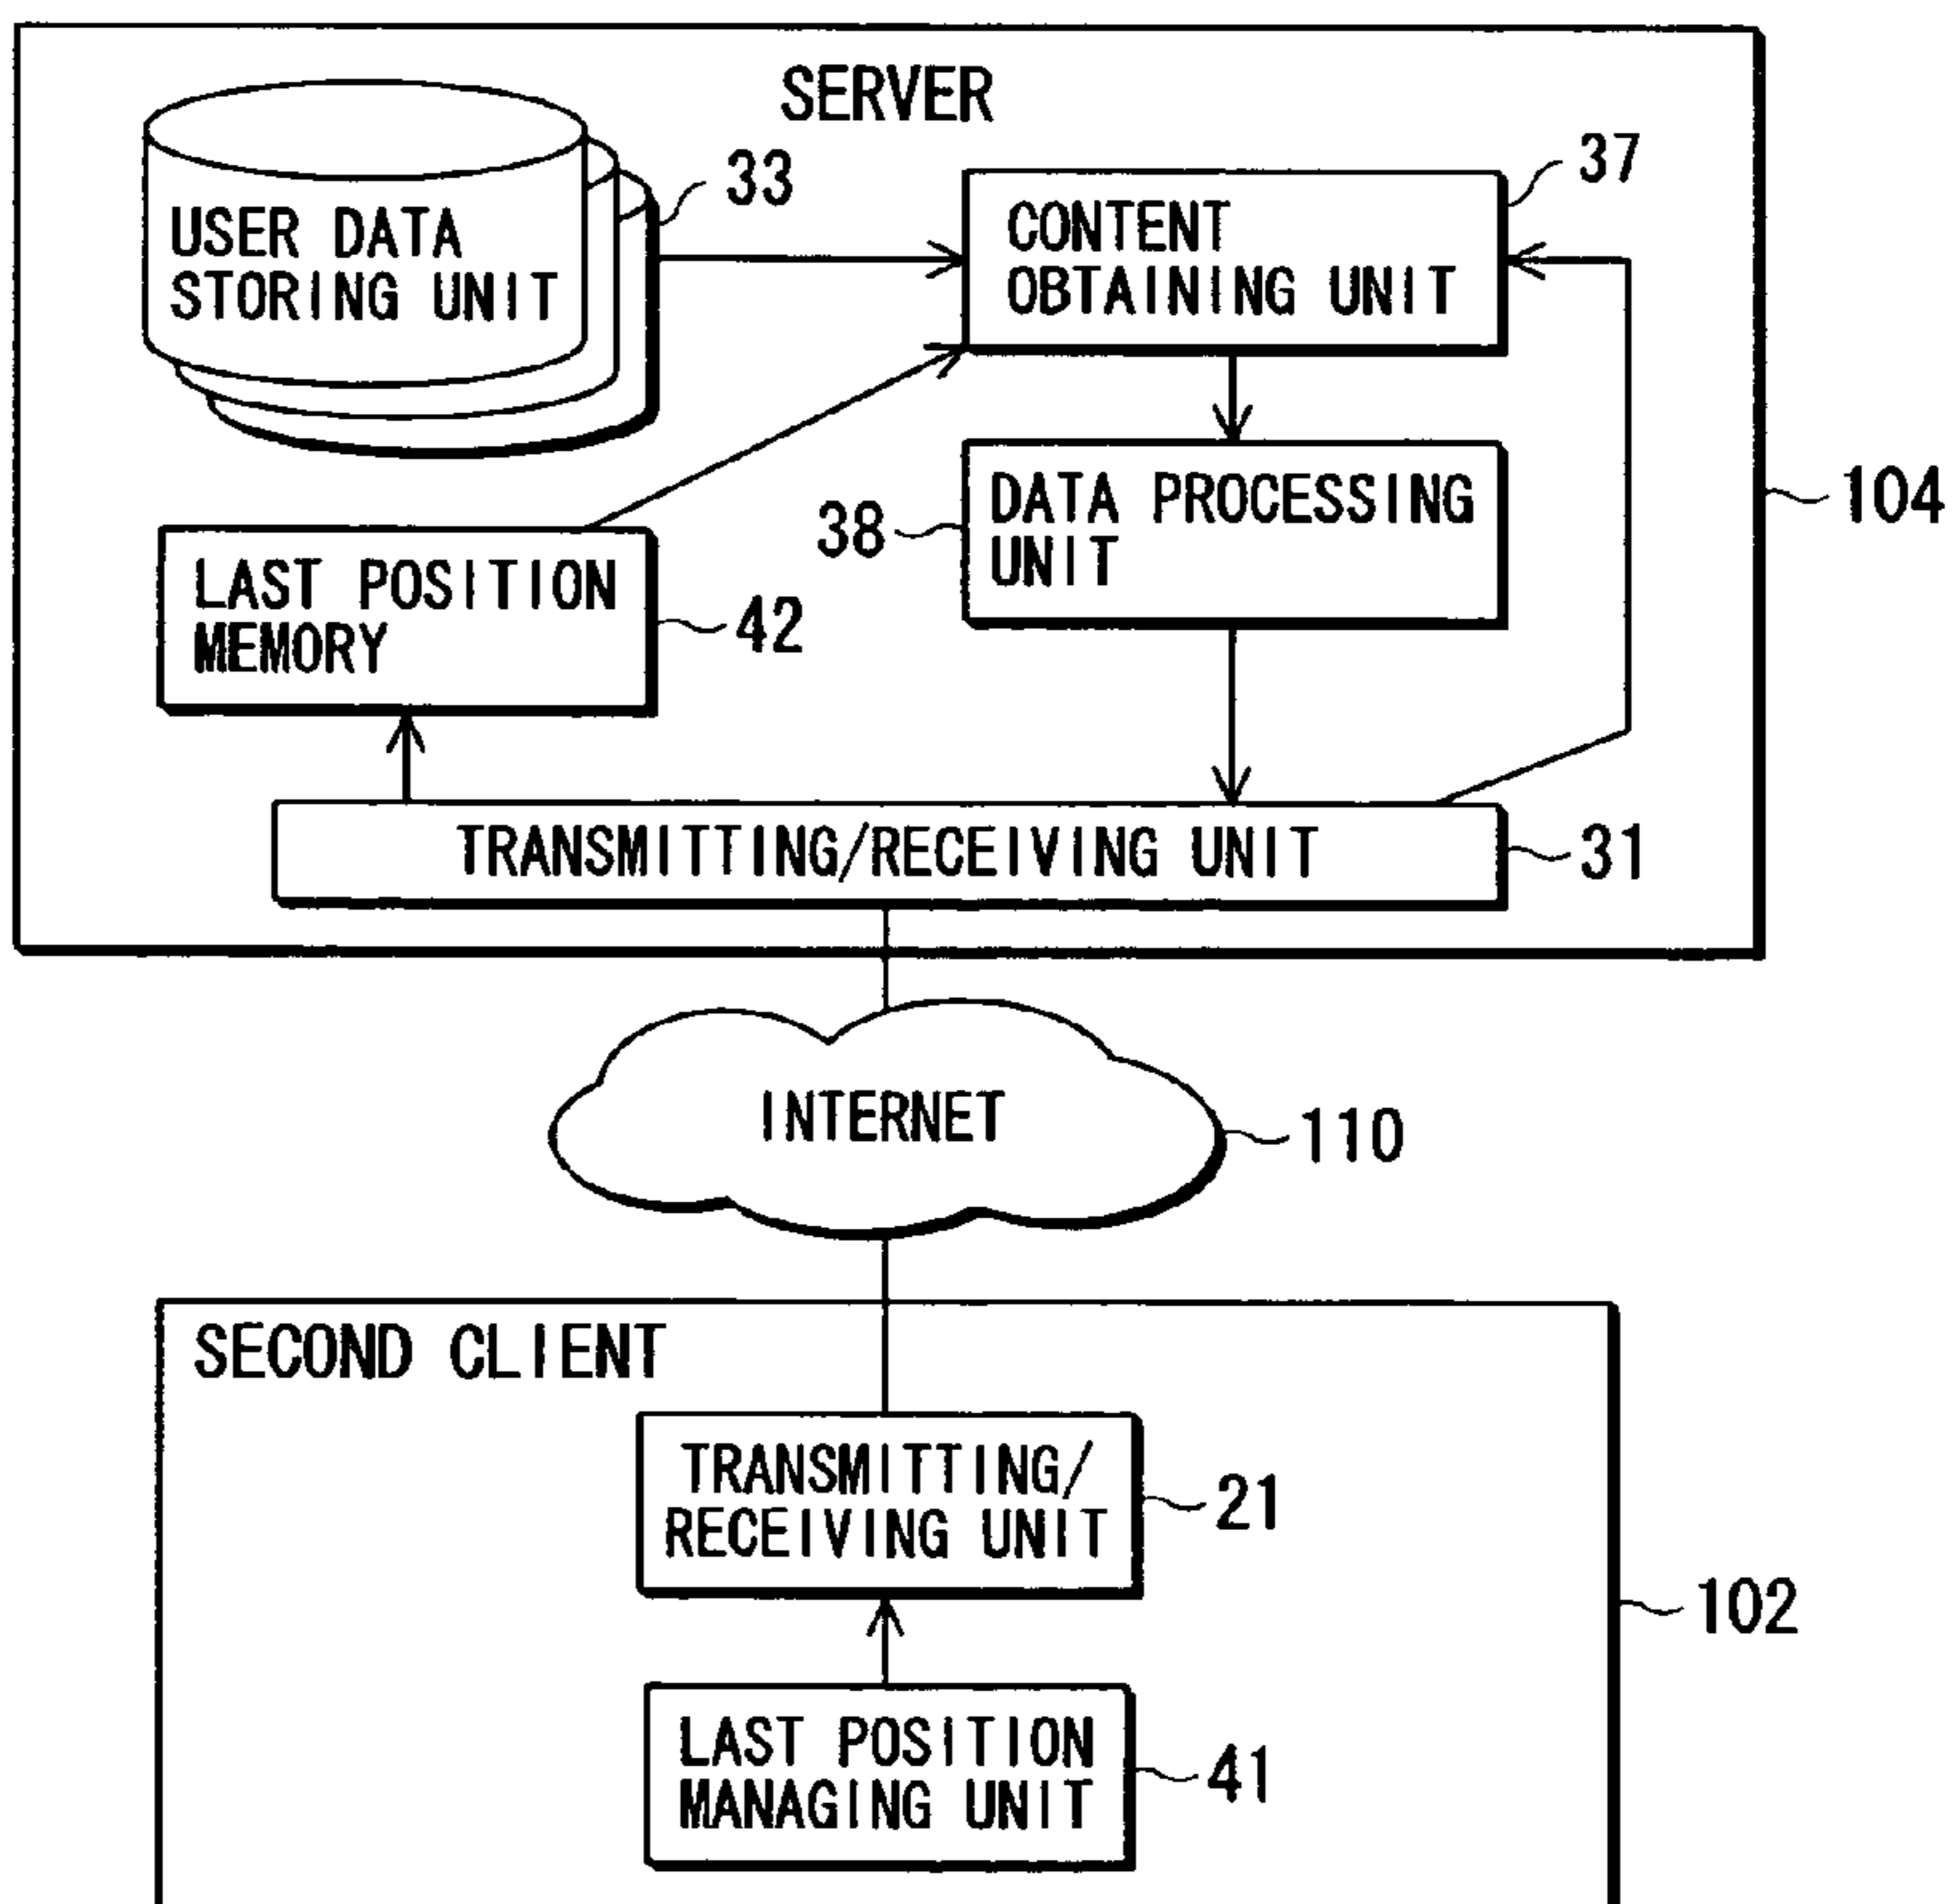 SERVER
33
37
USER DATA
STORING UNIT
CONTENT
OBTAINING UNIT
38
DATA PROCESSING
UNIT
104
LAST POSITION
MEMORY
42
TRANSMITTING/RECEIVING UNIT
31
INTERNET
110
SECOND CLIENT
TRANSMITTING/
RECEIVING UNIT
21
102
LAST POSITION
MANAGING UNIT
41